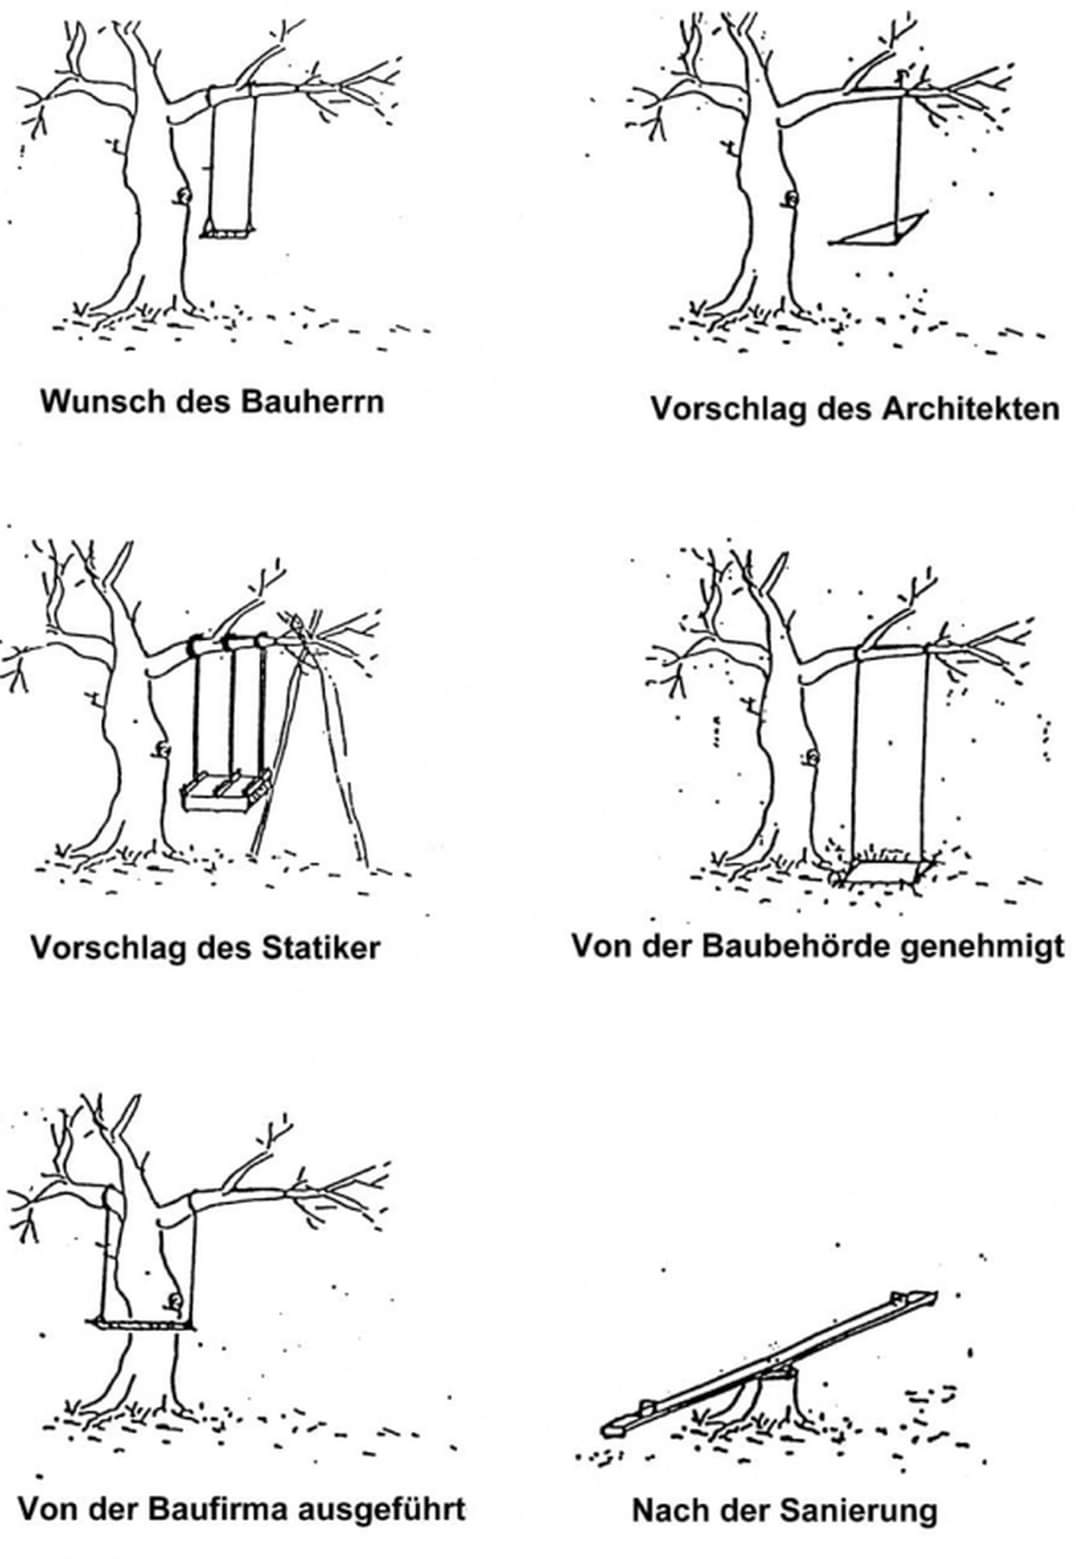 Wunsch des Bauherrn
Vorschlag des Architekten
Vorschlag des Statiker
Von der Baubehörde genehmigt
Von der Baufirma ausgeführt
Nach der Sanierung